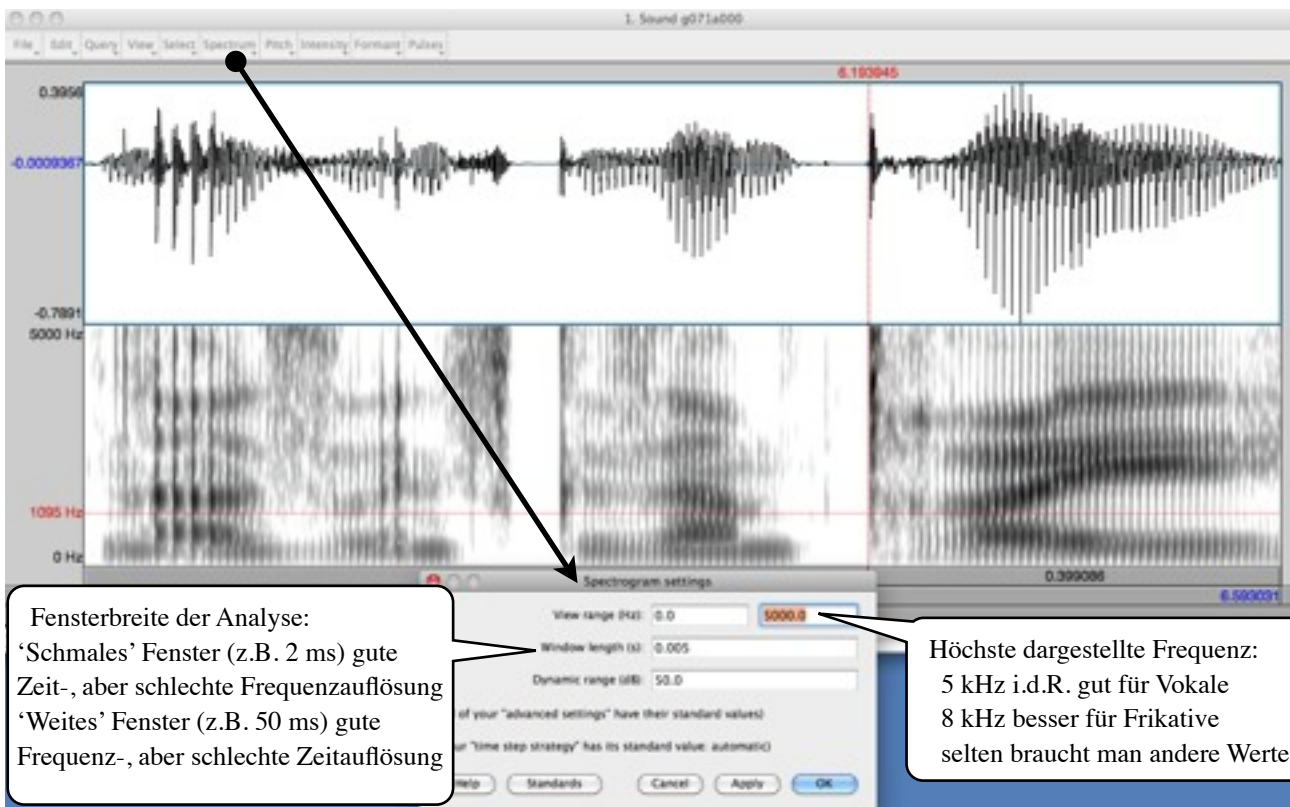 1. Sound g071a000
File Edit Query View Select Spectrum Pitch Intensity Formant Pulses
6.193945
0.3956
-0.0009367
-0.7891
5000 Hz
1095 Hz
0 Hz
0.399086
6.593031
Spectrogram settings
View range (Hz): 0.0 5000.0
Window length (s): 0.005
Dynamic range (dB): 50.0
of your "advanced settings" have their standard values)
ur "time step strategy" has its standard value: automatic)
Help Standards Cancel Apply OK
Fensterbreite der Analyse:
‘Schmales’ Fenster (z.B. 2 ms) gute
Zeit-, aber schlechte Frequenzauflösung
‘Weites’ Fenster (z.B. 50 ms) gute
Frequenz-, aber schlechte Zeitauflösung
Höchste dargestellte Frequenz:
5 kHz i.d.R. gut für Vokale
8 kHz besser für Frikative
selten braucht man andere Werte